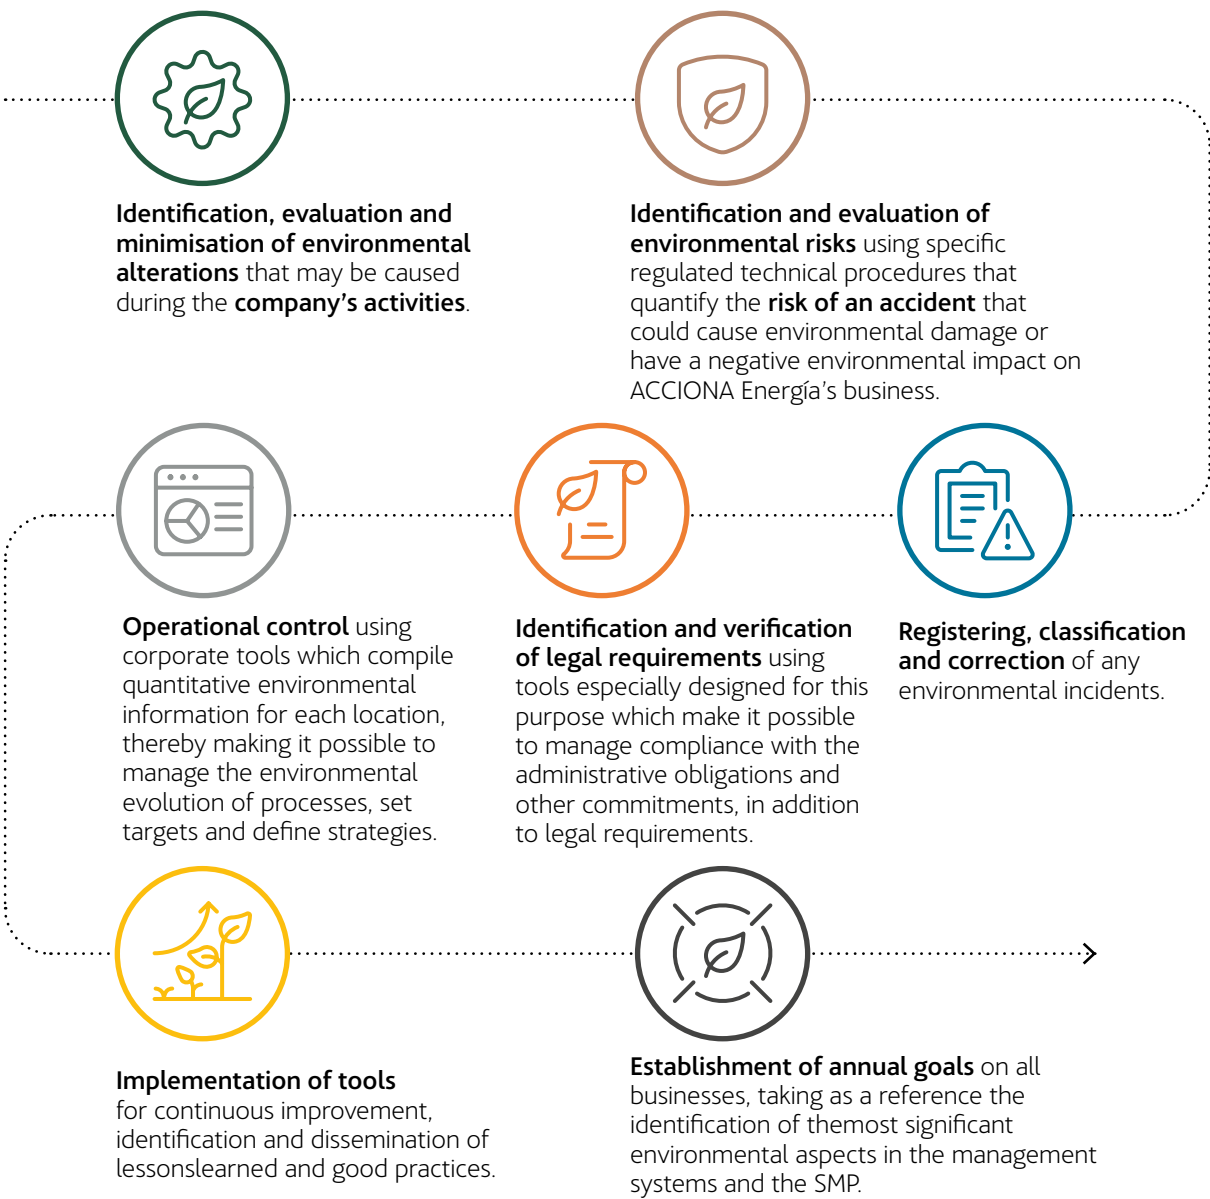 Identification, evaluation and
minimisation of environmental
alterations that may be caused
during the company’s activities.
Identification and evaluation of
environmental risks using specific
regulated technical procedures that
quantify the risk of an accident that
could cause environmental damage or
have a negative environmental impact on
ACCIONA Energía’s business.
Operational control using
corporate tools which compile
quantitative environmental
information for each location,
thereby making it possible to
manage the environmental
evolution of processes, set
targets and define strategies.
Identification and verification
of legal requirements using
tools especially designed for this
purpose which make it possible
to manage compliance with the
administrative obligations and
other commitments, in addition
to legal requirements.
Registering, classification
and correction of any
environmental incidents.
Implementation of tools
for continuous improvement,
identification and dissemination of
lessonslearned and good practices.
Establishment of annual goals on all
businesses, taking as a reference the
identification of themost significant
environmental aspects in the management
systems and the SMP.